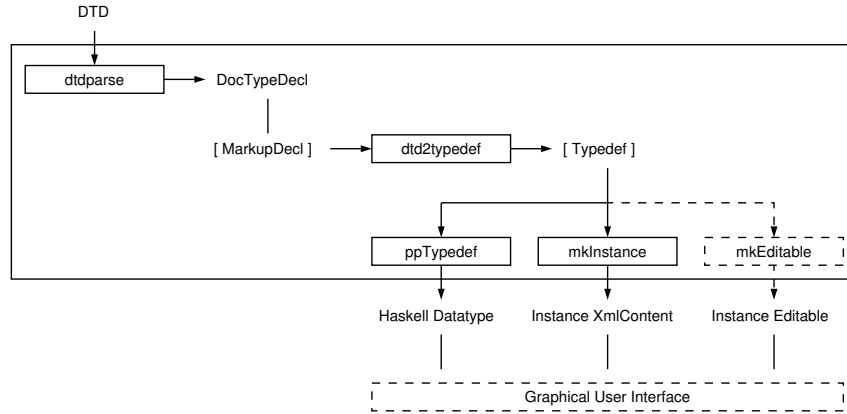 DTD
dtdparse
DocTypeDecl
[ MarkupDecl ]
dtd2typedef
[ Typedef ]
ppTypedef
mkInstance
mkEditable
Haskell Datatype
Instance XmlContent
Instance Editable
Graphical User Interface